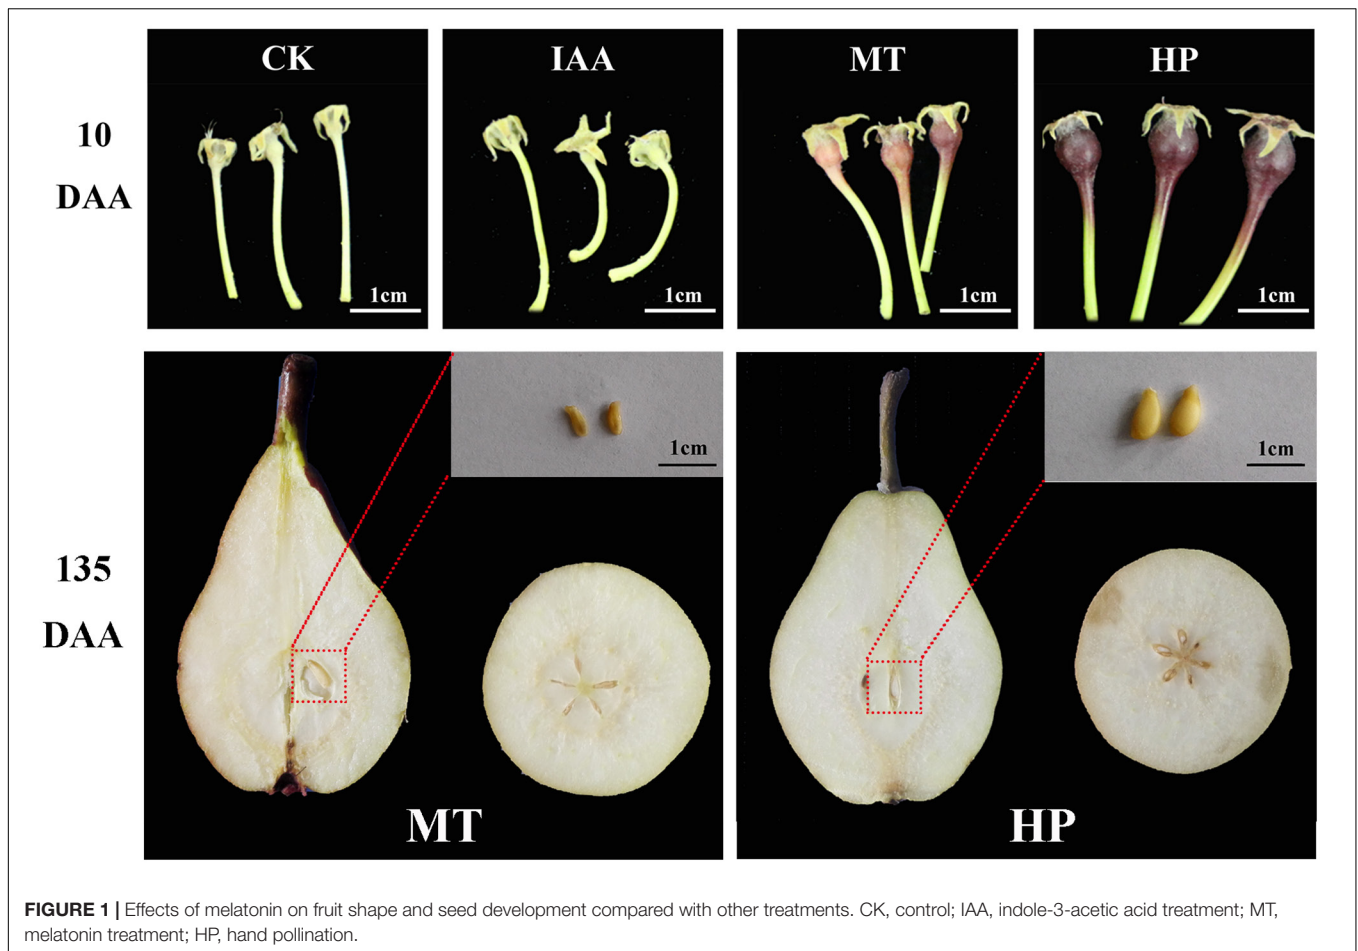 CK
IAA
MT
HP
10
DAA
1cm
1cm
1cm
1cm
1cm
1cm
135
DAA
MT
HP
FIGURE 1 | Effects of melatonin on fruit shape and seed development compared with other treatments. CK, control; IAA, indole-3-acetic acid treatment; MT,
melatonin treatment; HP, hand pollination.